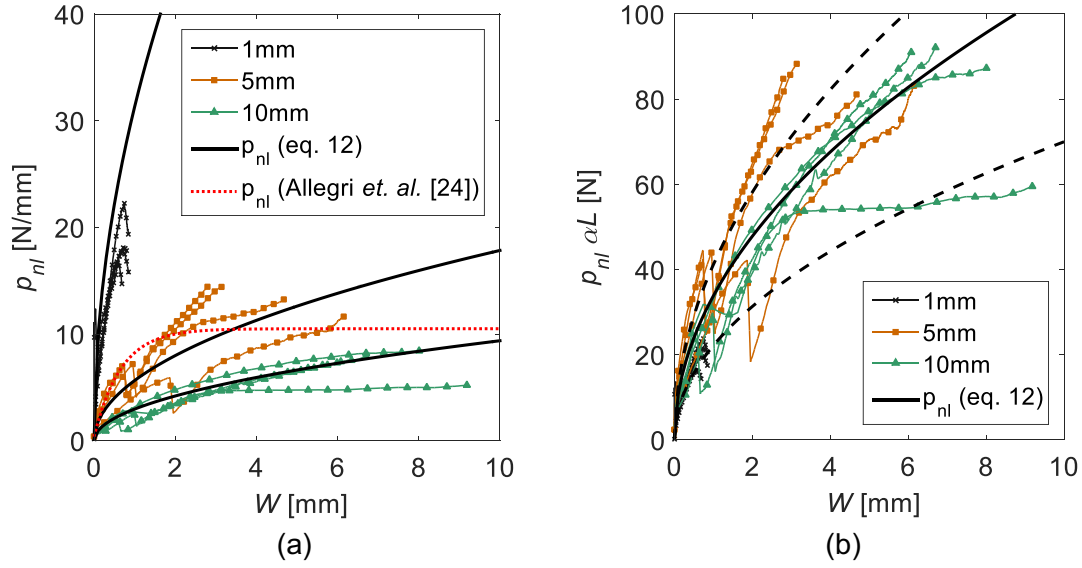 40
30
20
10
0
0
2
4
6
8
10
p_nl [N/mm]
W [mm]
1mm
5mm
10mm
p_nl (eq. 12)
p_nl (Allegri et. al. [24])
(a)
100
80
60
40
20
0
0
2
4
6
8
10
p_nl αL [N]
W [mm]
1mm
5mm
10mm
p_nl (eq. 12)
(b)